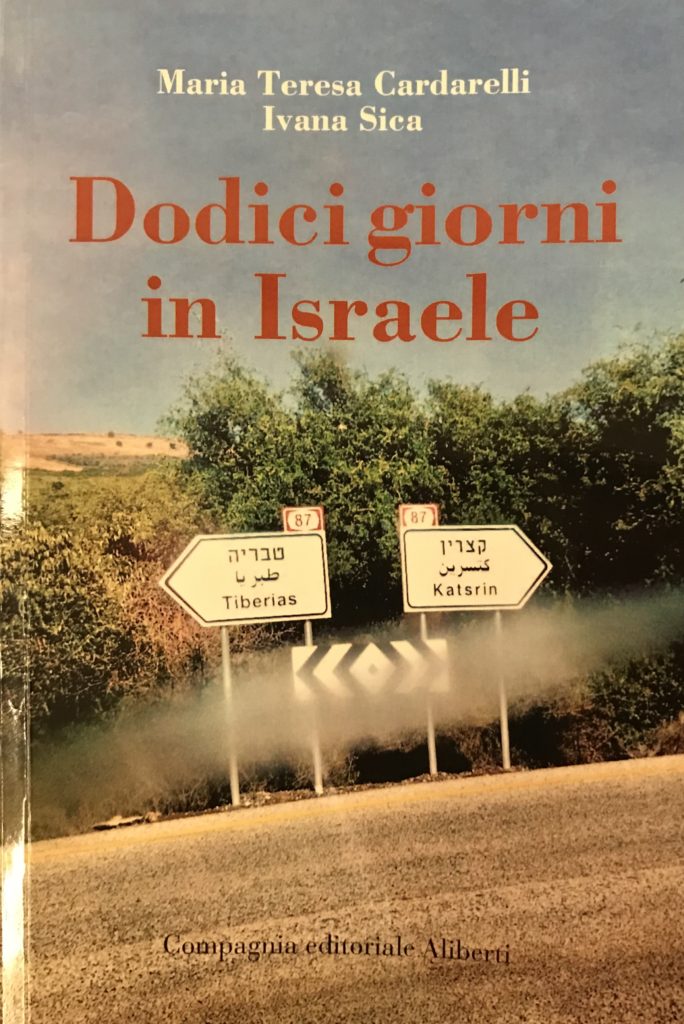 Maria Teresa Cardarelli
Ivana Sica
Dodici giorni
in Israele
87
טבריה
طبريا
Tiberias
87
קצרין
كتسرين
Katsrin
Compagnia editoriale Aliberti